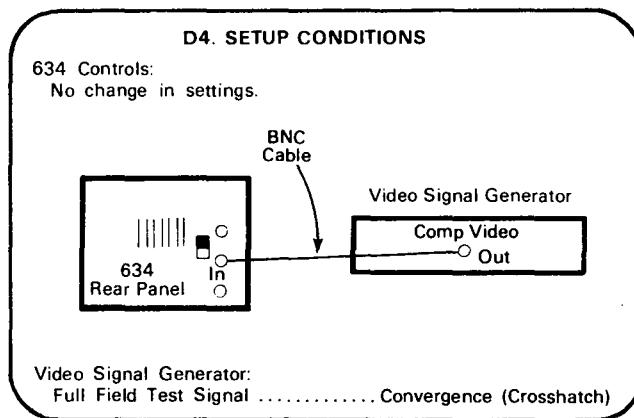 D4. SETUP CONDITIONS
634 Controls:
No change in settings.
BNC
Cable
Video Signal Generator
Comp Video
Out
634
Rear Panel
In
Video Signal Generator:
Full Field Test Signal ............. Convergence (Crosshatch)